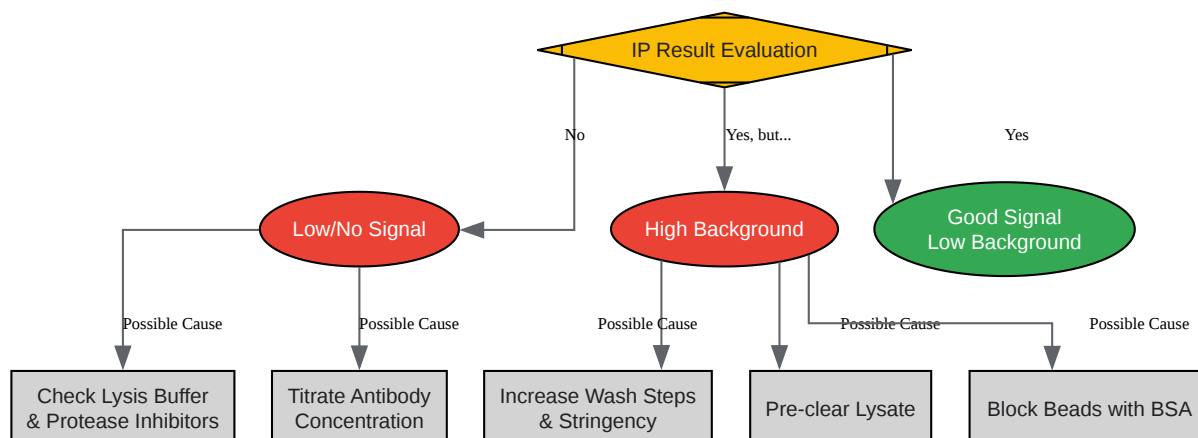 IP Result Evaluation
No
Yes, but...
Yes
Low/No Signal
High Background
Good Signal
Low Background
Possible Cause
Possible Cause
Possible Cause
Possible Cause
Possible Cause
Check Lysis Buffer
& Protease Inhibitors
Titrate Antibody
Concentration
Increase Wash Steps
& Stringency
Pre-clear Lysate
Block Beads with BSA